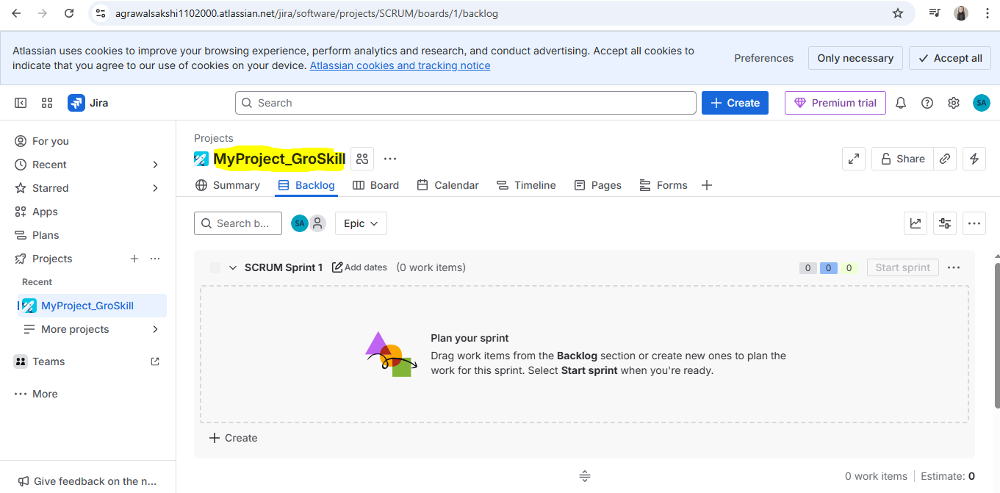 agrawalsakshi1102000.atlassian.net/jira/software/projects/SCRUM/boards/1/backlog
Atlassian uses cookies to improve your browsing experience, perform analytics and research, and conduct advertising. Accept all cookies to
indicate that you agree to our use of cookies on your device. Atlassian cookies and tracking notice
Preferences
Only necessary
Accept all
Jira
Search
Create
Premium trial
SA
For you
Recent
Starred
Apps
Plans
Projects
Recent
MyProject_GroSkill
More projects
Teams
More
Give feedback on the n...
Projects
MyProject_GroSkill
Share
Summary
Backlog
Board
Calendar
Timeline
Pages
Forms
Search b...
SA
Epic
SCRUM Sprint 1
Add dates
(0 work items)
0
0
0
Start sprint
Plan your sprint
Drag work items from the Backlog section or create new ones to plan the
work for this sprint. Select Start sprint when you're ready.
Create
0 work items
Estimate: 0